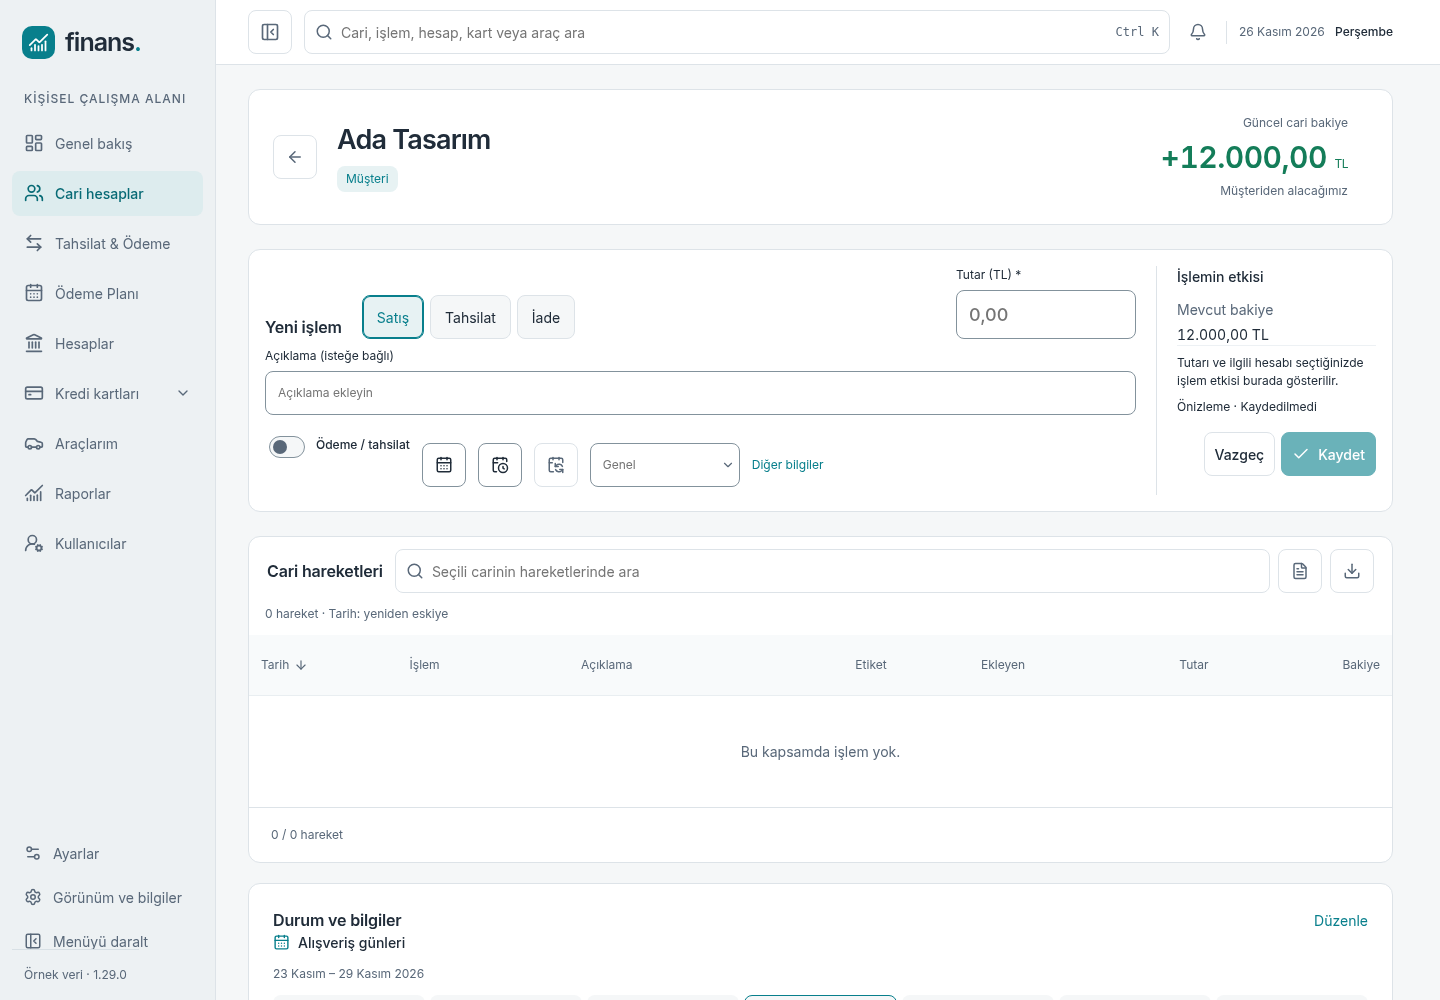 finans.
KİŞİSEL ÇALIŞMA ALANI
Genel bakış
Cari hesaplar
Tahsilat & Ödeme
Ödeme Planı
Hesaplar
Kredi kartları
Araçlarım
Raporlar
Kullanıcılar
Ayarlar
Görünüm ve bilgiler
Menüyü daralt
Örnek veri · 1.29.0
Cari, işlem, hesap, kart veya araç ara
Ctrl K
26 Kasım 2026 Perşembe
Ada Tasarım
Müşteri
Güncel cari bakiye
+12.000,00 TL
Müşteriden alacağımız
Yeni işlem
Satış
Tahsilat
İade
Tutar (TL) *
0,00
Açıklama (isteğe bağlı)
Açıklama ekleyin
Ödeme / tahsilat
Genel
Diğer bilgiler
İşlemin etkisi
Mevcut bakiye
12.000,00 TL
Tutarı ve ilgili hesabı seçtiğinizde
işlem etkisi burada gösterilir.
Önizleme · Kaydedilmedi
Vazgeç
Kaydet
Cari hareketleri
Seçili carinin hareketlerinde ara
0 hareket · Tarih: yeniden eskiye
Tarih İşlem Açıklama Etiket Ekleyen Tutar Bakiye
Bu kapsamda işlem yok.
0 / 0 hareket
Durum ve bilgiler
Düzenle
Alışveriş günleri
23 Kasım – 29 Kasım 2026